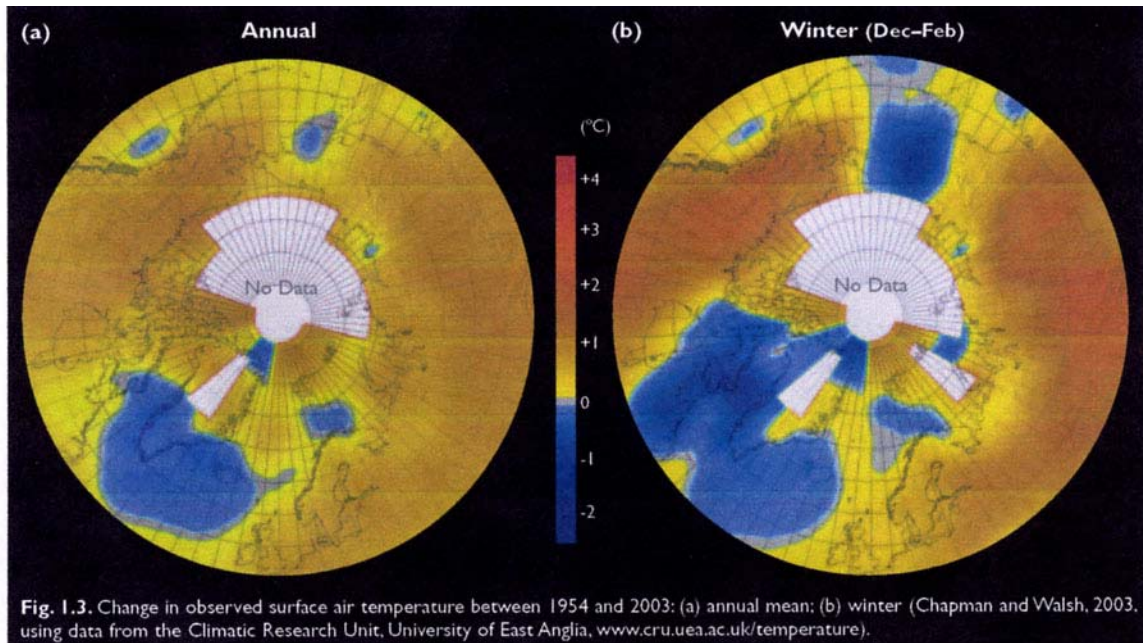 (a)
Annual
(b)
Winter (Dec–Feb)
(°C)
+4
+3
+2
+1
0
-1
-2
No Data
No Data
Fig. 1.3. Change in observed surface air temperature between 1954 and 2003: (a) annual mean; (b) winter (Chapman and Walsh, 2003,
using data from the Climatic Research Unit, University of East Anglia, www.cru.uea.ac.uk/temperature).